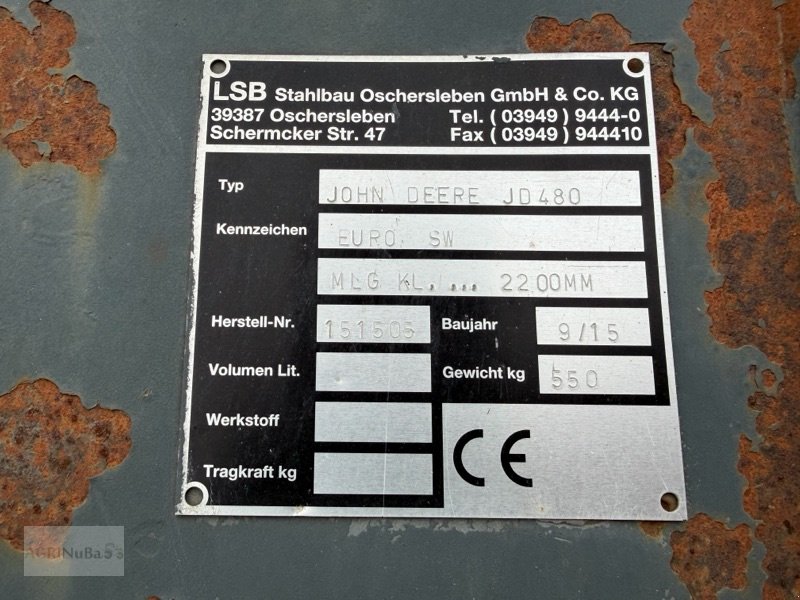 LSB Stahlbau Oschersleben GmbH & Co. KG
39387 Oschersleben Tel. ( 03949 ) 9444-0
Schermcker Str. 47 Fax ( 03949 ) 944410
Typ JOHN DEERE JD480
Kennzeichen EURO SW
MLG KL. ... 2200MM
Herstell-Nr. 151505 Baujahr 9/15
Volumen Lit. Gewicht kg 550
Werkstoff
Tragkraft kg CE
AGRINuBa53